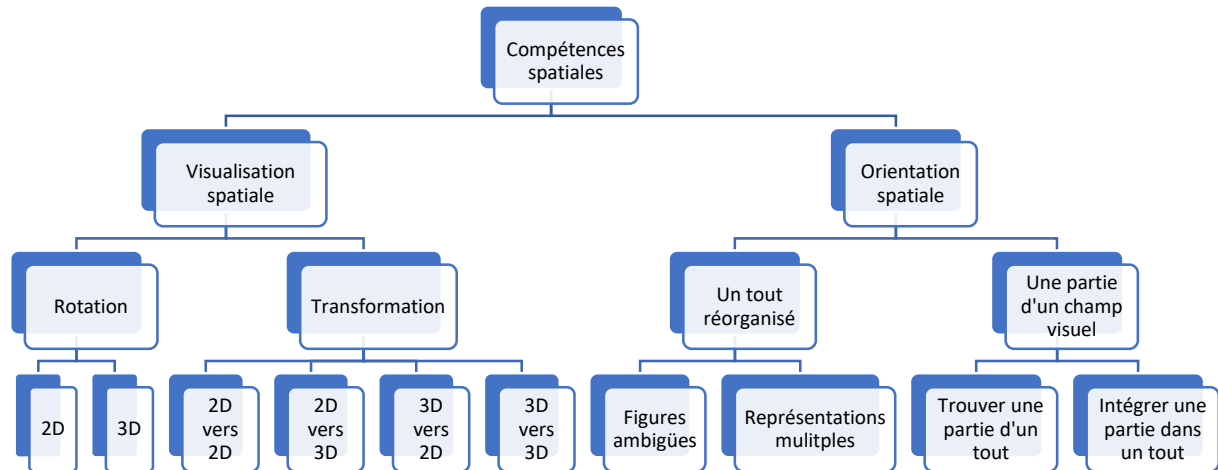 Compétences
spatiales
Visualisation
spatiale
Orientation
spatiale
Rotation
Transformation
Un tout
réorganisé
Une partie
d'un champ
visuel
2D
3D
2D
vers
2D
2D
vers
3D
3D
vers
2D
3D
vers
3D
Figures
ambigües
Représentations
mulitples
Trouver une
partie d'un
tout
Intégrer une
partie dans
un tout